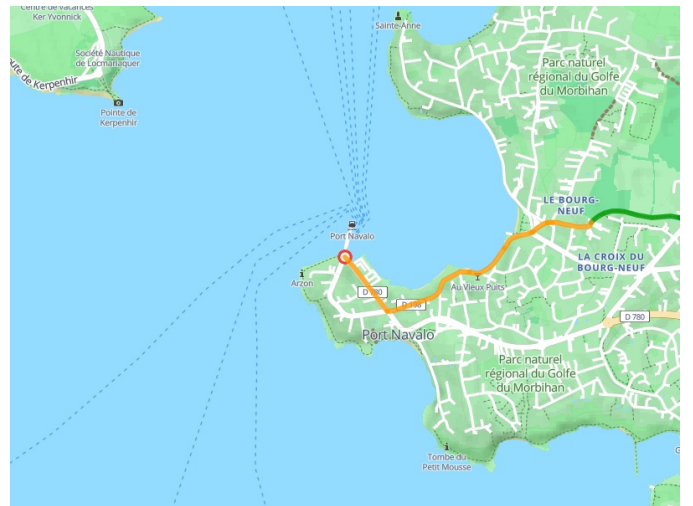 Centre de vacances
Ker Yvonnick
Sainte-Anne
Société Nautique
de Locmariaquer
Route de Kerpenhir
Pointe de
Kerpenhir
Parc naturel
régional du Golfe
du Morbihan
LE BOURG-
NEUF
Port Navalo
LA CROIX DU
BOURG-NEUF
Arzon
D 780
Au Vieux Puits
D 780
Port Navalo
Parc naturel
régional du Golfe
du Morbihan
Tombe du
Petit Mousse